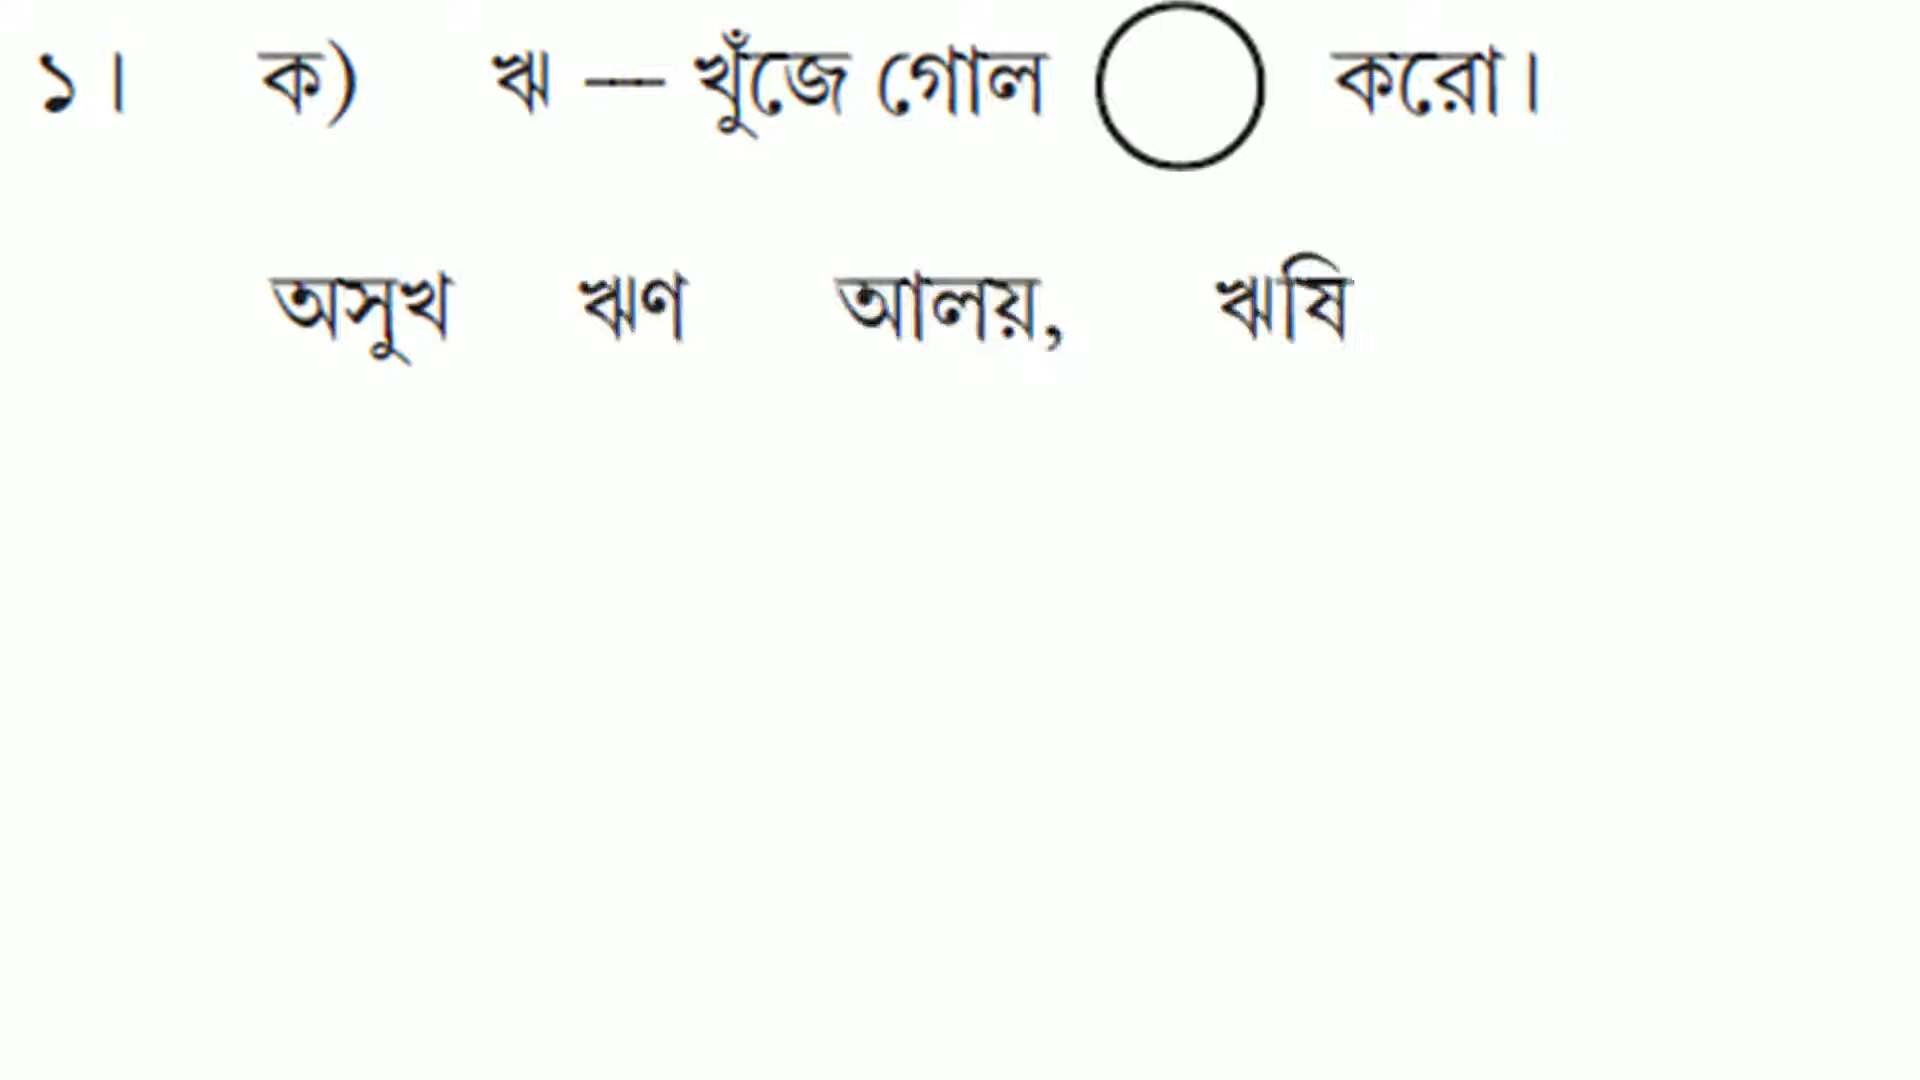 ১। ক) ঋ — খুঁজে গোল করো।
অসুখ ঋণ আলয়, ঋষি